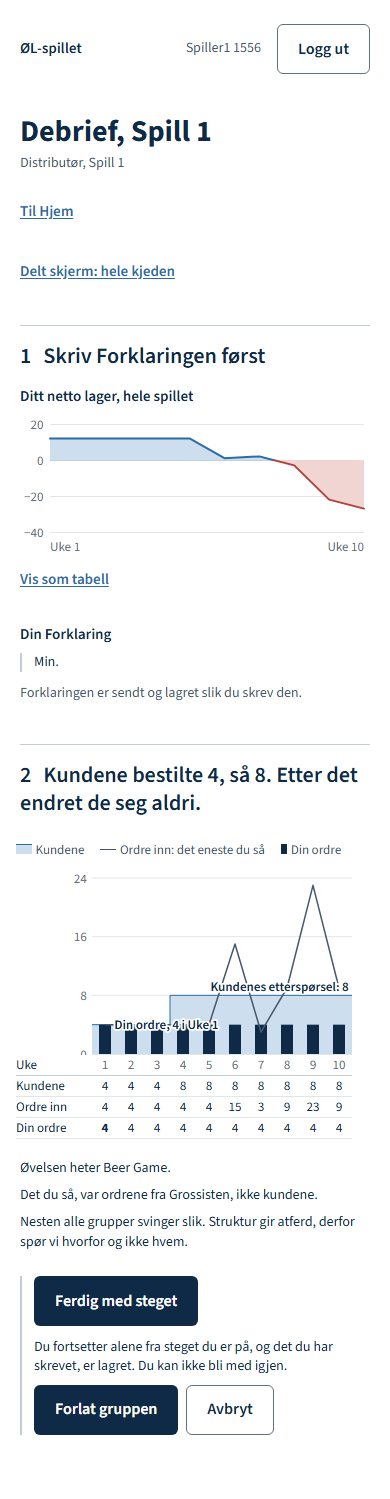 ØL-spillet
Spiller1 1556
Logg ut
Debrief, Spill 1
Distributør, Spill 1
Til Hjem
Delt skjerm: hele kjeden
1 Skriv Forklaringen først
Ditt netto lager, hele spillet
20
0
−20
−40
Uke 1 Uke 10
Vis som tabell
Din Forklaring
Min.
Forklaringen er sendt og lagret slik du skrev den.
2 Kundene bestilte 4, så 8. Etter det
endret de seg aldri.
Kunde Ordre inn: det eneste du så Din ordre
24
16
8
0
Kundenes etterspørsel: 8
Din ordre, 4 i Uke 1
Uke 1 2 3 4 5 6 7 8 9 10
Kundene 4 4 4 8 8 8 8 8 8 8
Ordre inn 4 4 4 4 4 15 3 9 23 9
Din ordre 4 4 4 4 4 4 4 4 4 4
Øvelsen heter Beer Game.
Det du så, var ordrene fra Grossisten, ikke kundene.
Nesten alle grupper svinger slik. Struktur gir atferd, derfor
spør vi hvorfor og ikke hvem.
Ferdig med steget
Du fortsetter alene fra steget du er på, og det du har
skrevet, er lagret. Du kan ikke bli med igjen.
Forlat gruppen
Avbryt